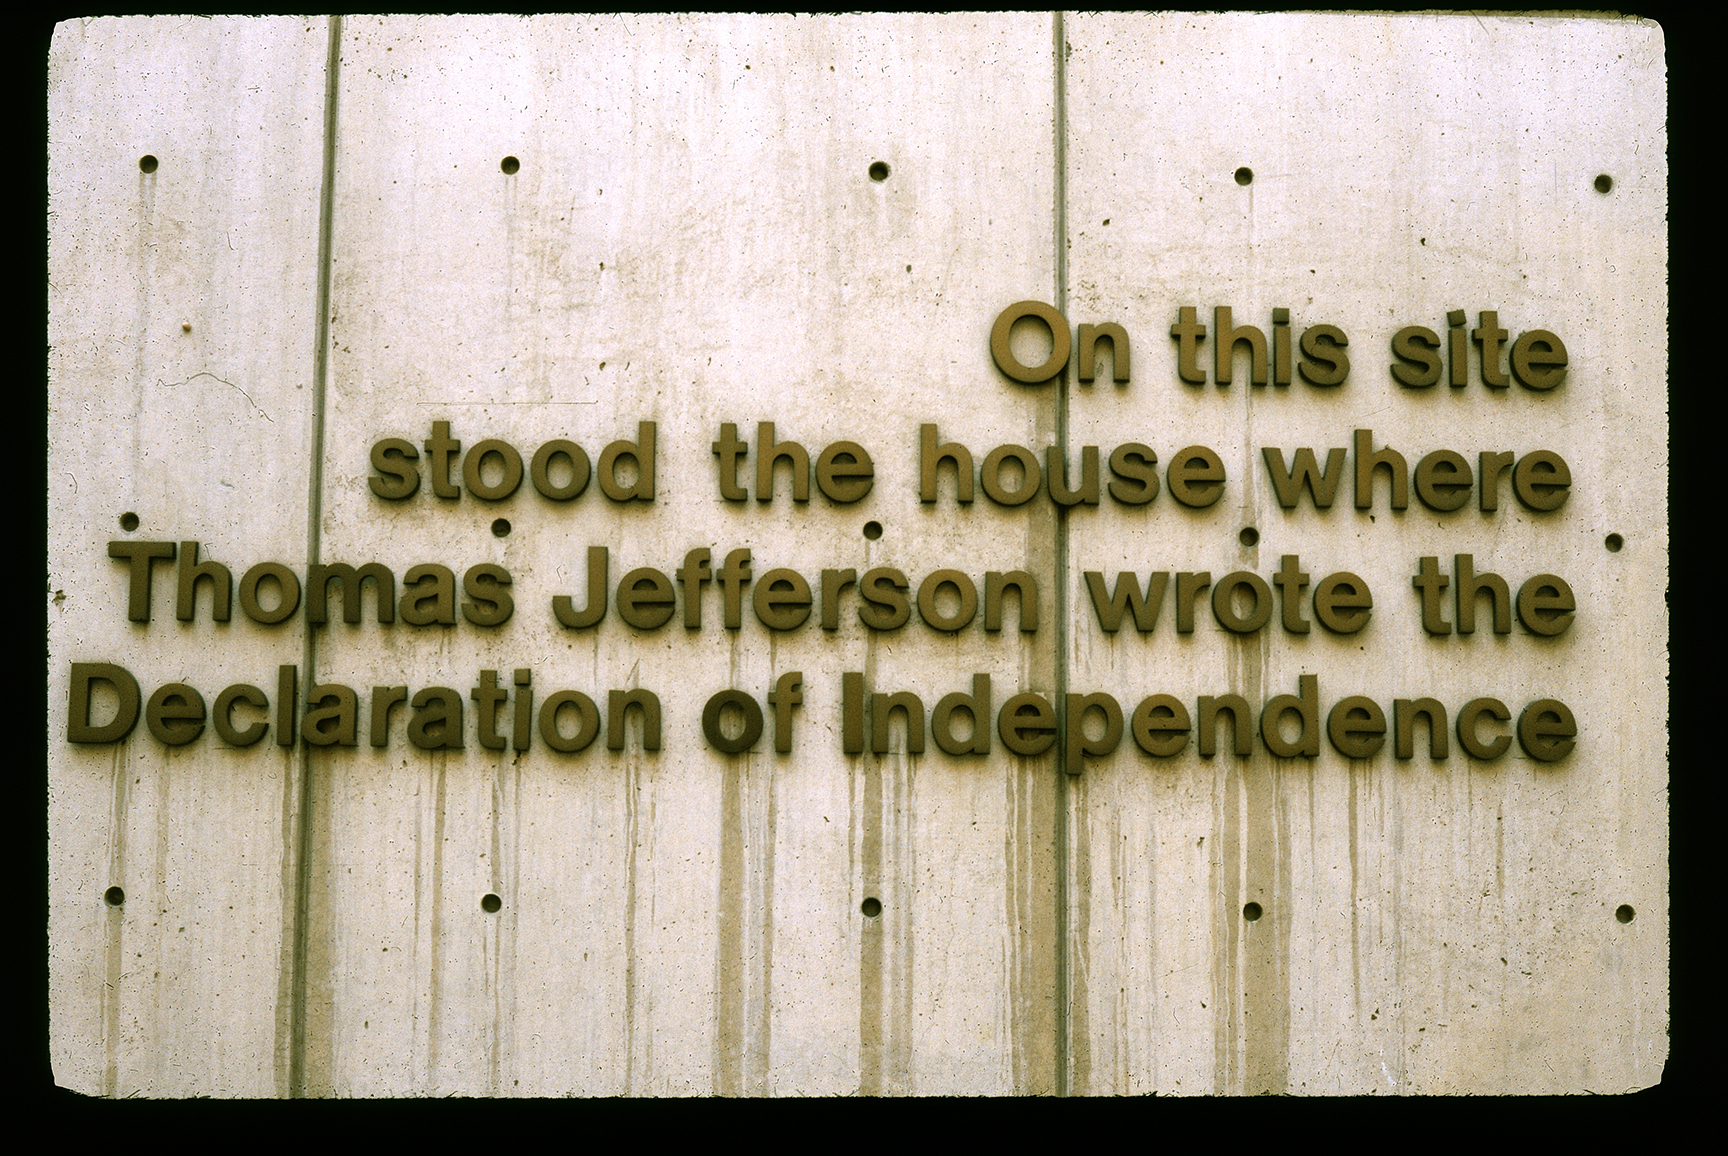 On this site
stood the house where
Thomas Jefferson wrote the
Declaration of Independence